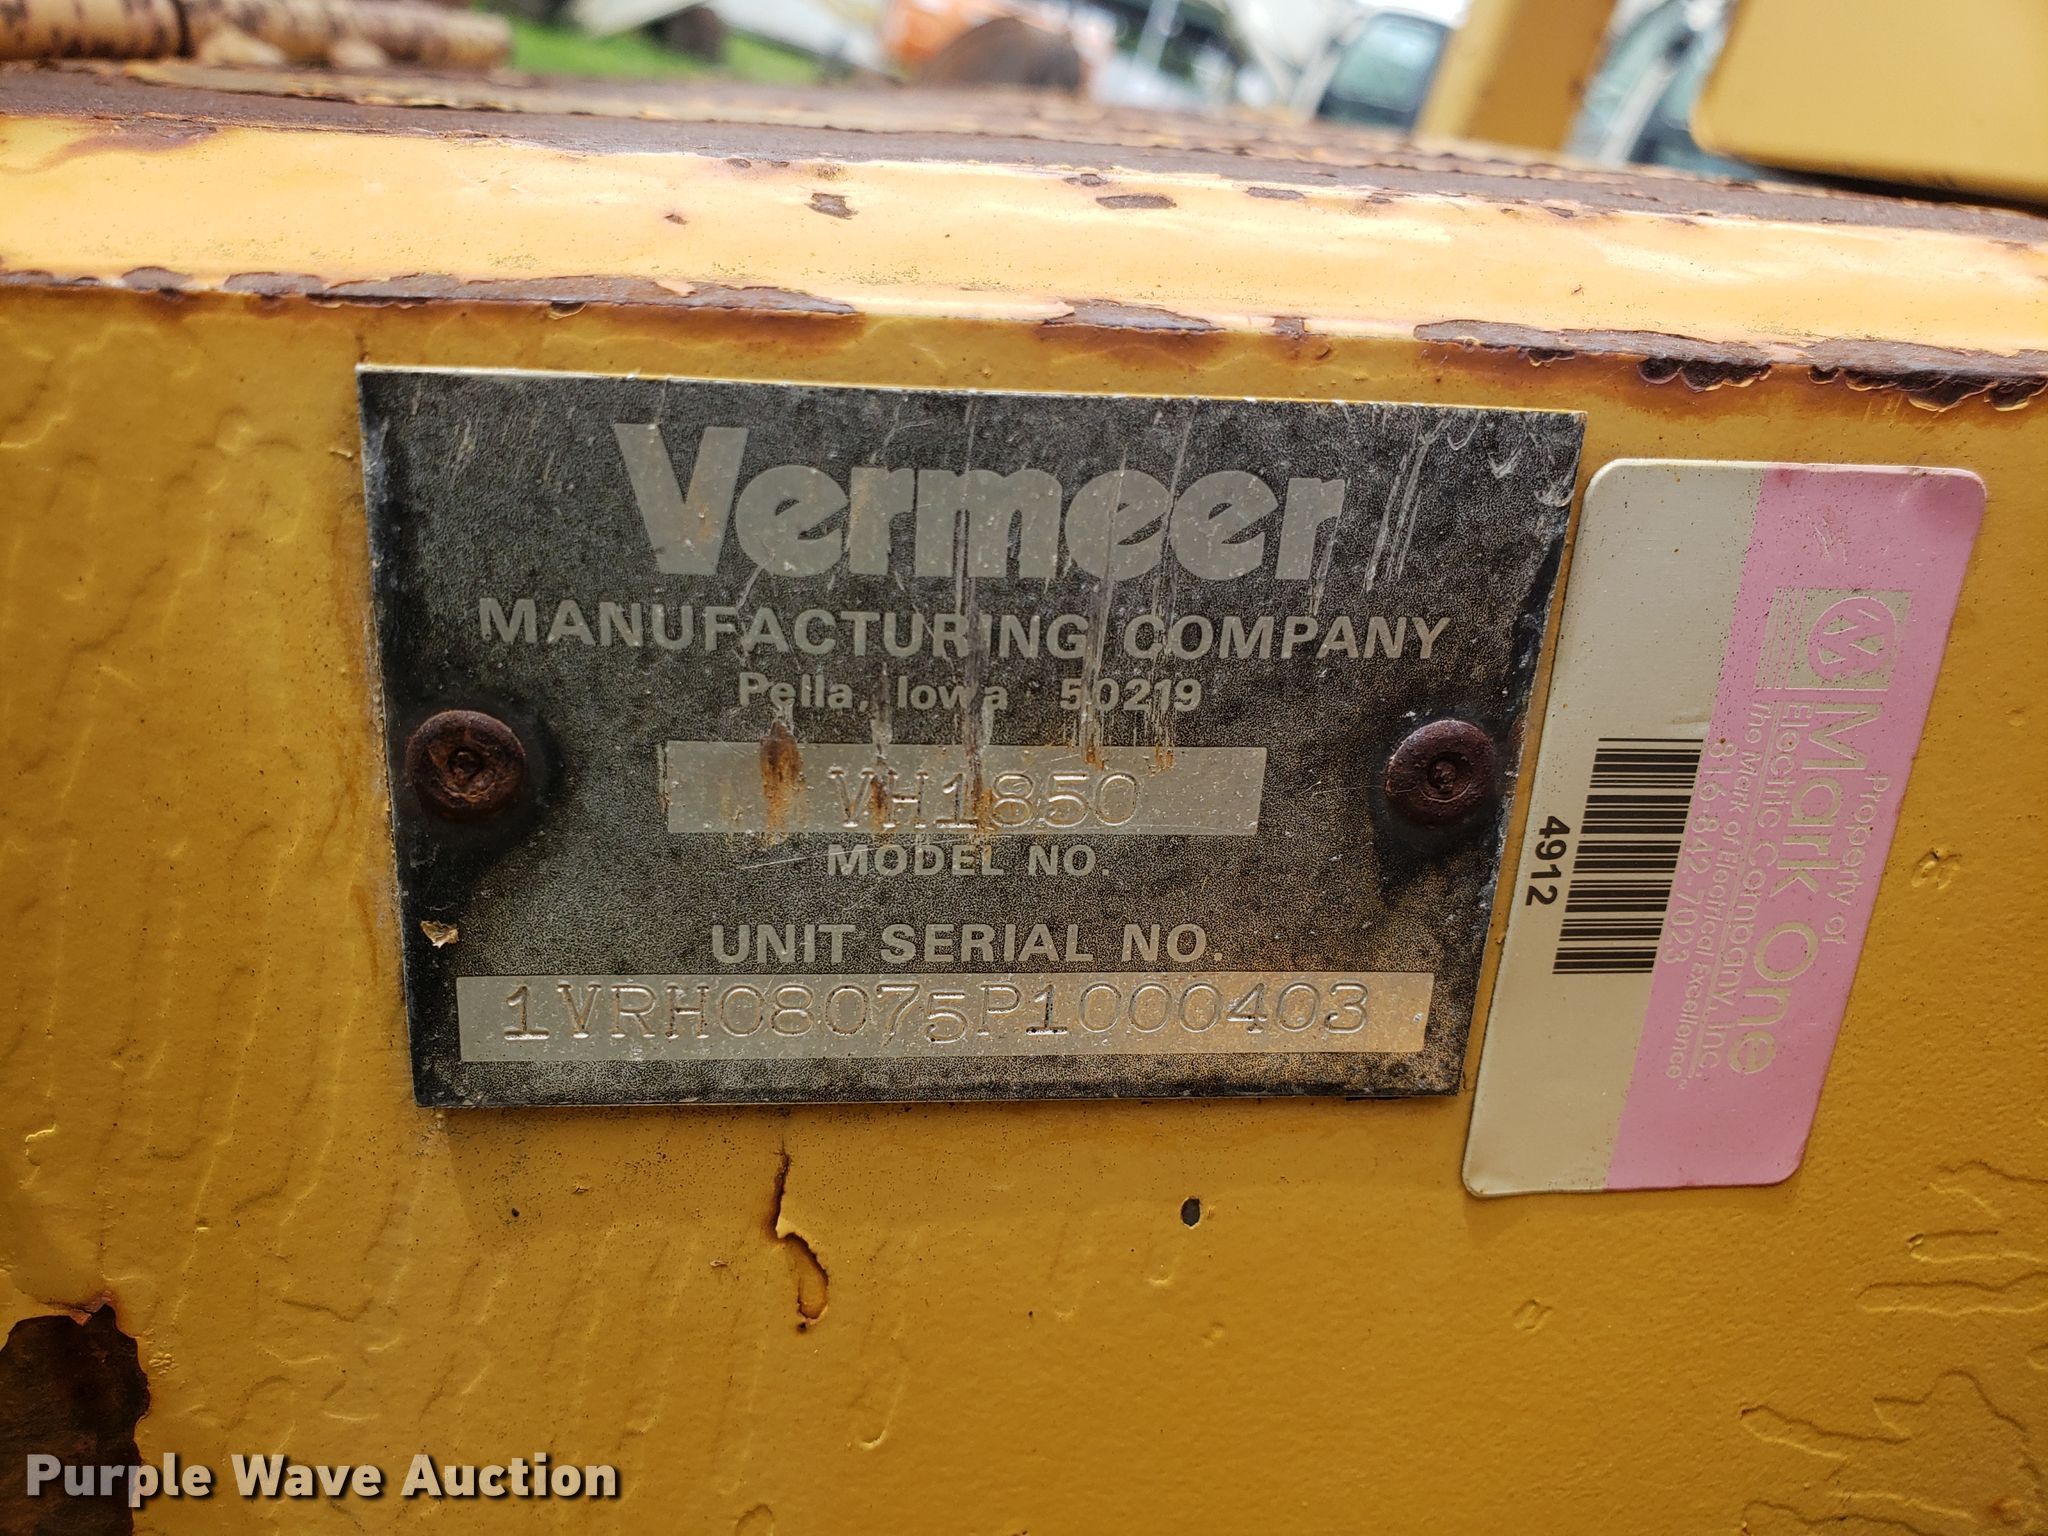 Vermeer
MANUFACTURING COMPANY
Pella, Iowa 50219
VH1850
MODEL NO.
UNIT SERIAL NO.
1VRH08075P1000403
Property of
Mark One
Electric Company, Inc.
the Mark of Electrical Excellence™
816-842-7023
4912
Purple Wave Auction